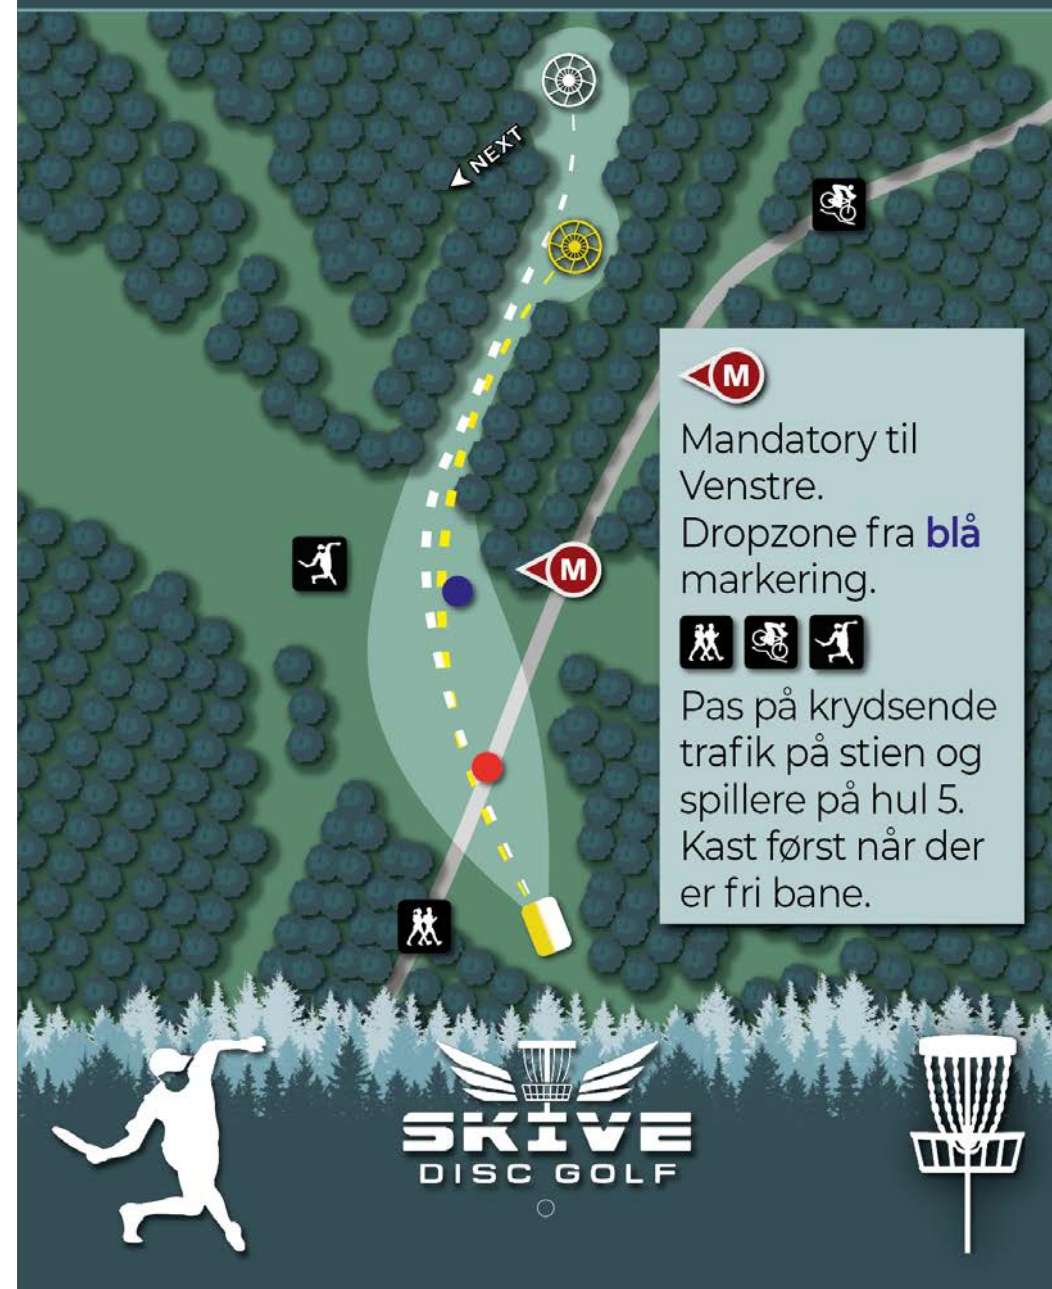 NEXT
M
Mandatory til
Venstre.
Dropzone fra blå
markering.
M
Pas på krydsende
trafik på stien og
spillere på hul 5.
Kast først når der
er fri bane.
SKIVE
DISC GOLF